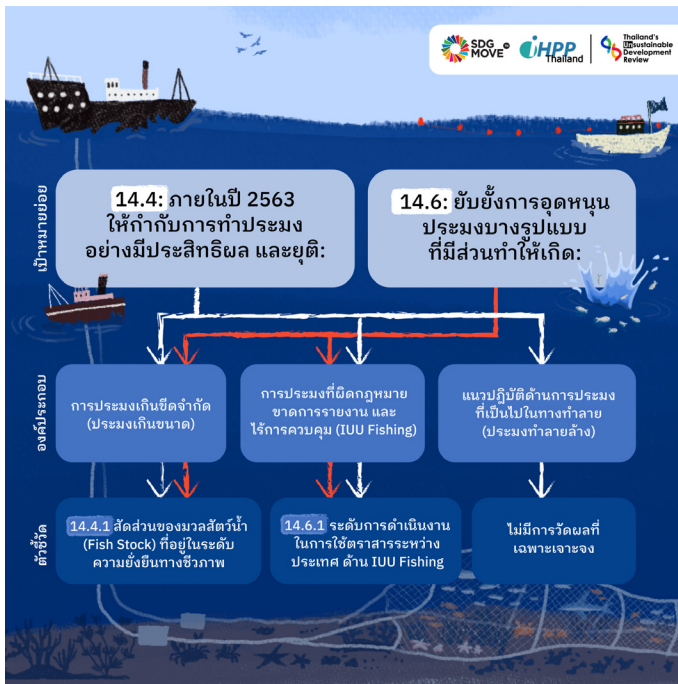 SDG
MOVE
iHPP
Thailand
Thailand's
Unsustainable
Development
Review
เป้าหมายย่อย
14.4: ภายในปี 2563
ให้กำกับการทำประมง
อย่างมีประสิทธิผล และยุติ:
14.6: ยับยั้งการอุดหนุน
ประมงบางรูปแบบ
ที่มีส่วนทำให้เกิด:
องค์ประกอบ
การประมงเกินขีดจำกัด
(ประมงเกินขนาด)
การประมงที่ผิดกฎหมาย
ขาดการรายงาน และ
ไร้การควบคุม (IUU Fishing)
แนวปฏิบัติด้านการประมง
ที่เป็นไปในทางทำลาย
(ประมงทำลายล้าง)
ตัวชี้วัด
14.4.1 สัดส่วนของมวลสัตว์น้ำ
(Fish Stock) ที่อยู่ในระดับ
ความยั่งยืนทางชีวภาพ
14.6.1 ระดับการดำเนินงาน
ในการใช้ตราสารระหว่าง
ประเทศ ด้าน IUU Fishing
ไม่มีการวัดผลที่
เฉพาะเจาะจง